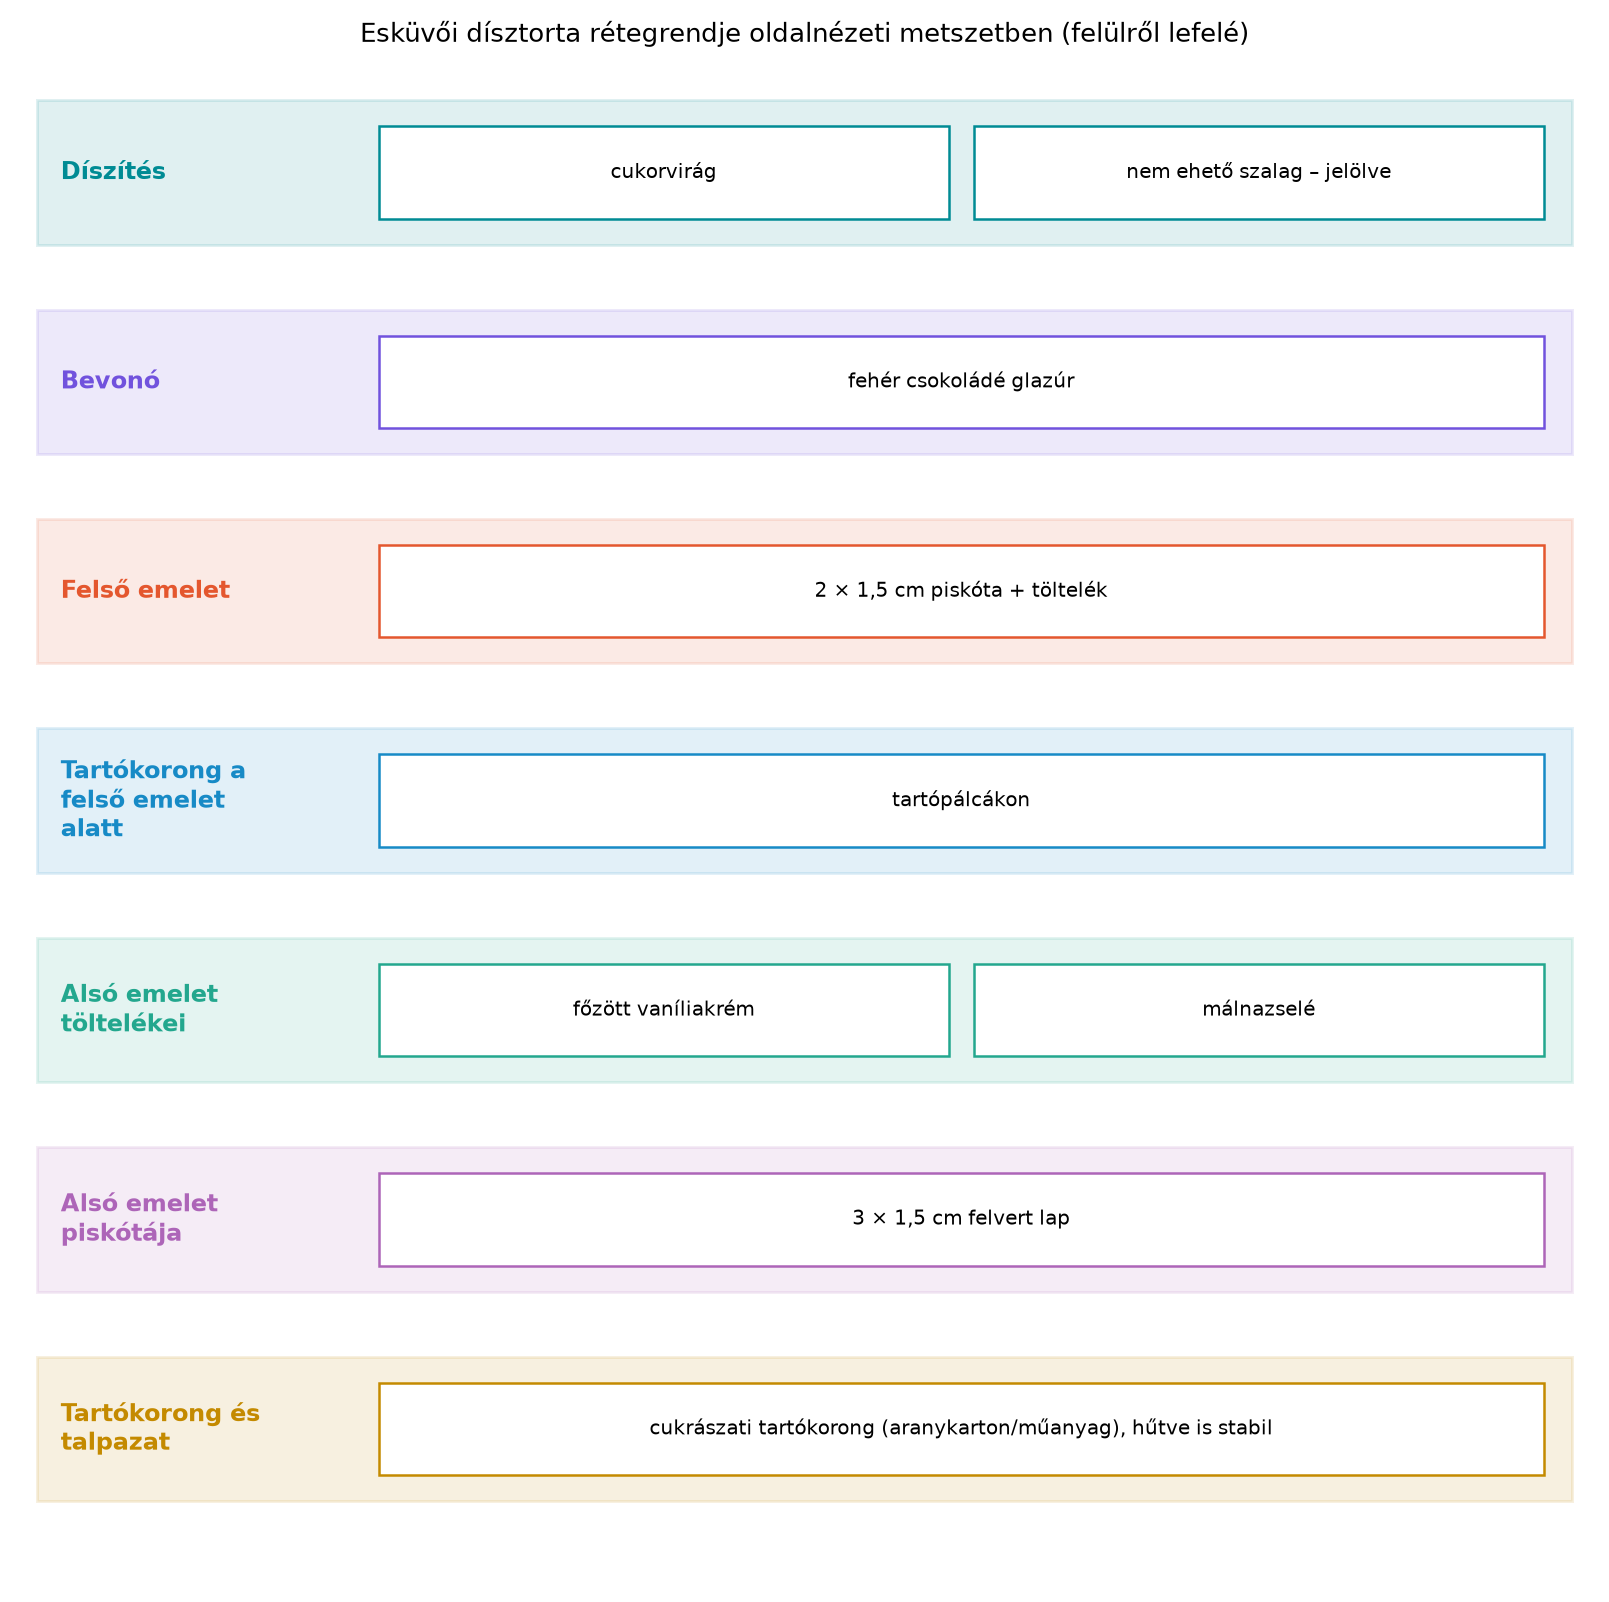 Esküvői dísztorta rétegrendje oldalnézeti metszetben (felülről lefelé)
Díszítés
cukorvirág
nem ehető szalag – jelölve
Bevonó
fehér csokoládé glazúr
Felső emelet
2 × 1,5 cm piskóta + töltelék
Tartókorong a
felső emelet
alatt
tartópálcákon
Alsó emelet
töltelékei
főzött vaníliakrém
málnazselé
Alsó emelet
piskótája
3 × 1,5 cm felvert lap
Tartókorong és
talpazat
cukrászati tartókorong (aranykarton/műanyag), hűtve is stabil